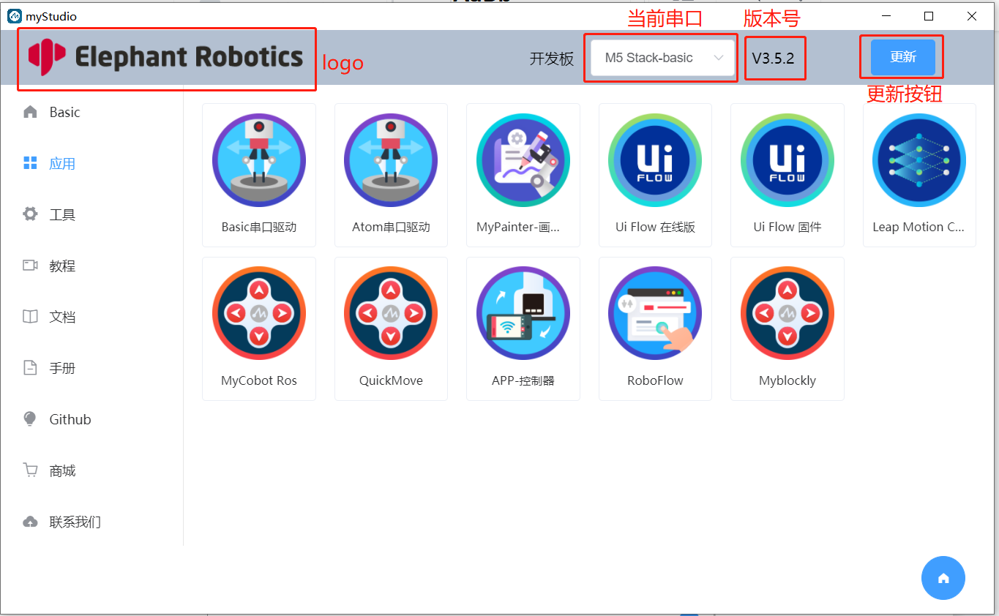 myStudio
当前串口
版本号
Elephant Robotics
logo
开发板
M5 Stack-basic
V3.5.2
更新
更新按钮
Basic
应用
工具
教程
文档
手册
Github
商城
联系我们
Basic串口驱动
Atom串口驱动
MyPainter-画...
Ui FLOW
Ui Flow 在线版
Ui FLOW
Ui Flow 固件
Leap Motion C...
MyCobot Ros
QuickMove
APP-控制器
RoboFlow
Myblockly